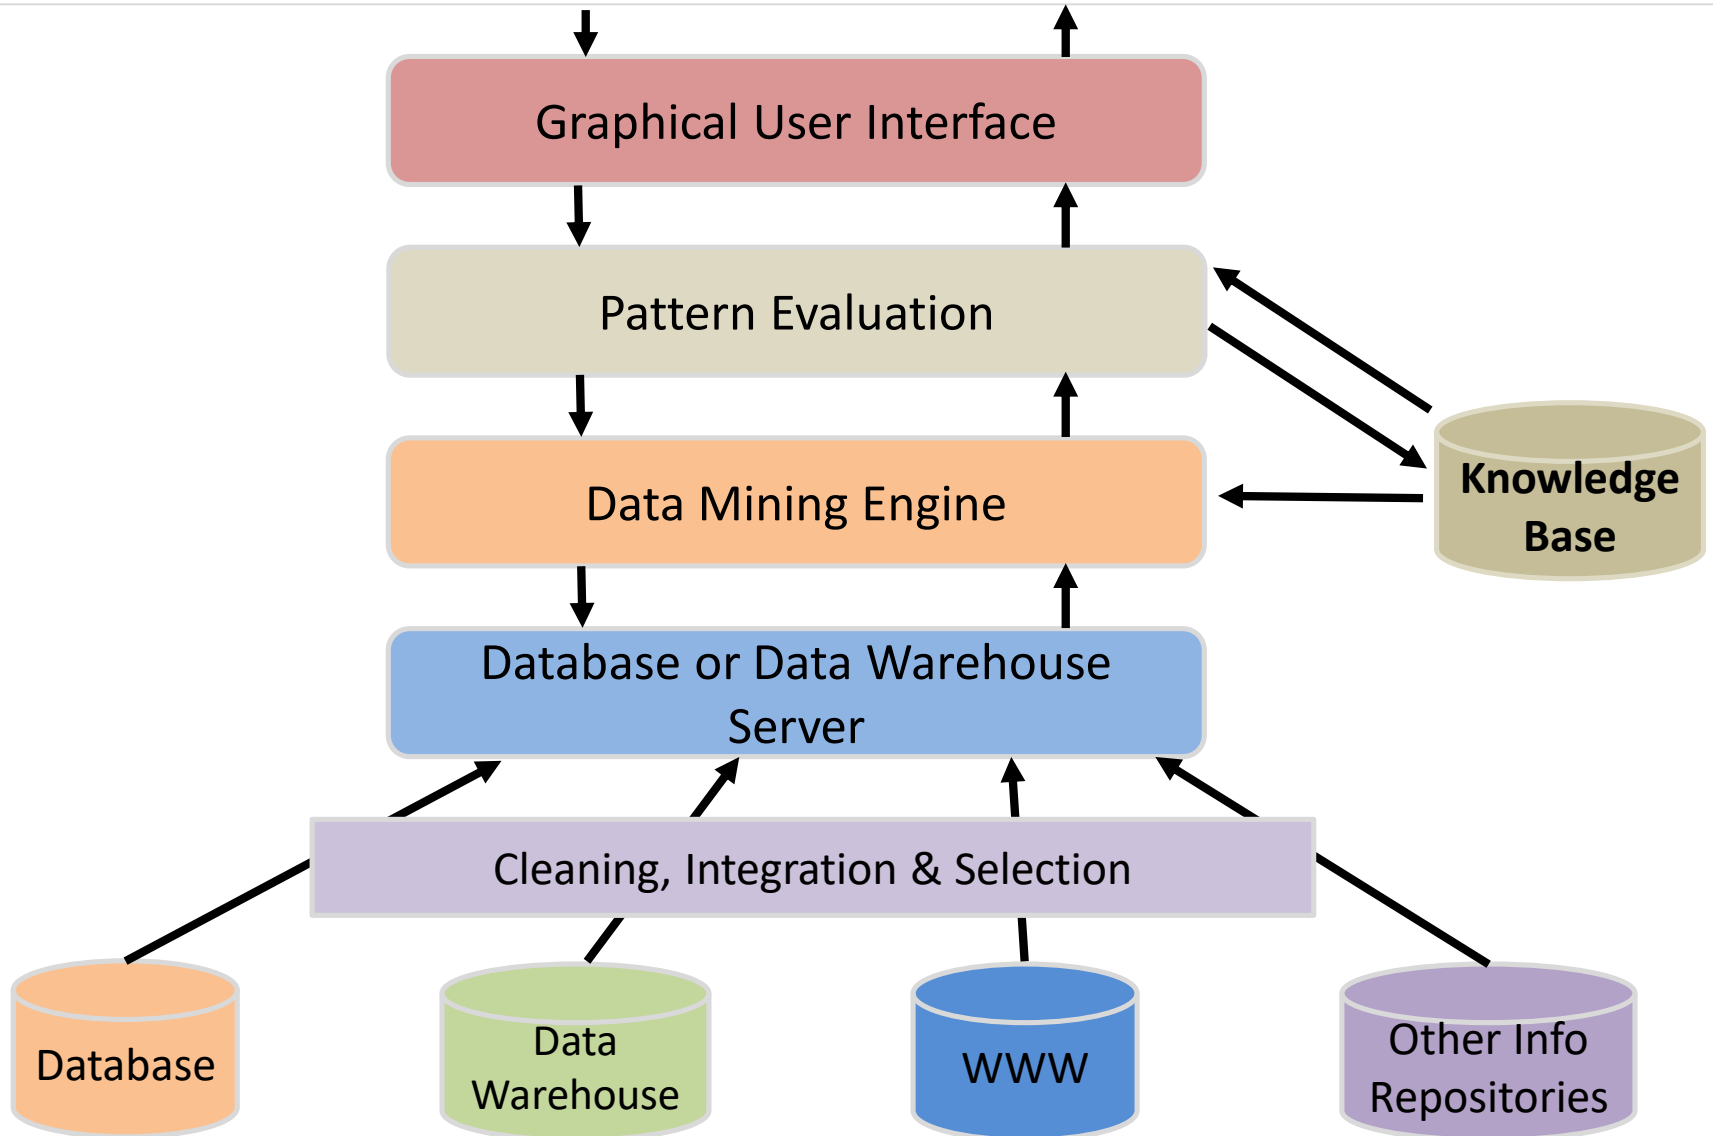 Graphical User Interface
Pattern Evaluation
Data Mining Engine
Knowledge
Base
Database or Data Warehouse
Server
Cleaning, Integration & Selection
Database
Data
Warehouse
WWW
Other Info
Repositories